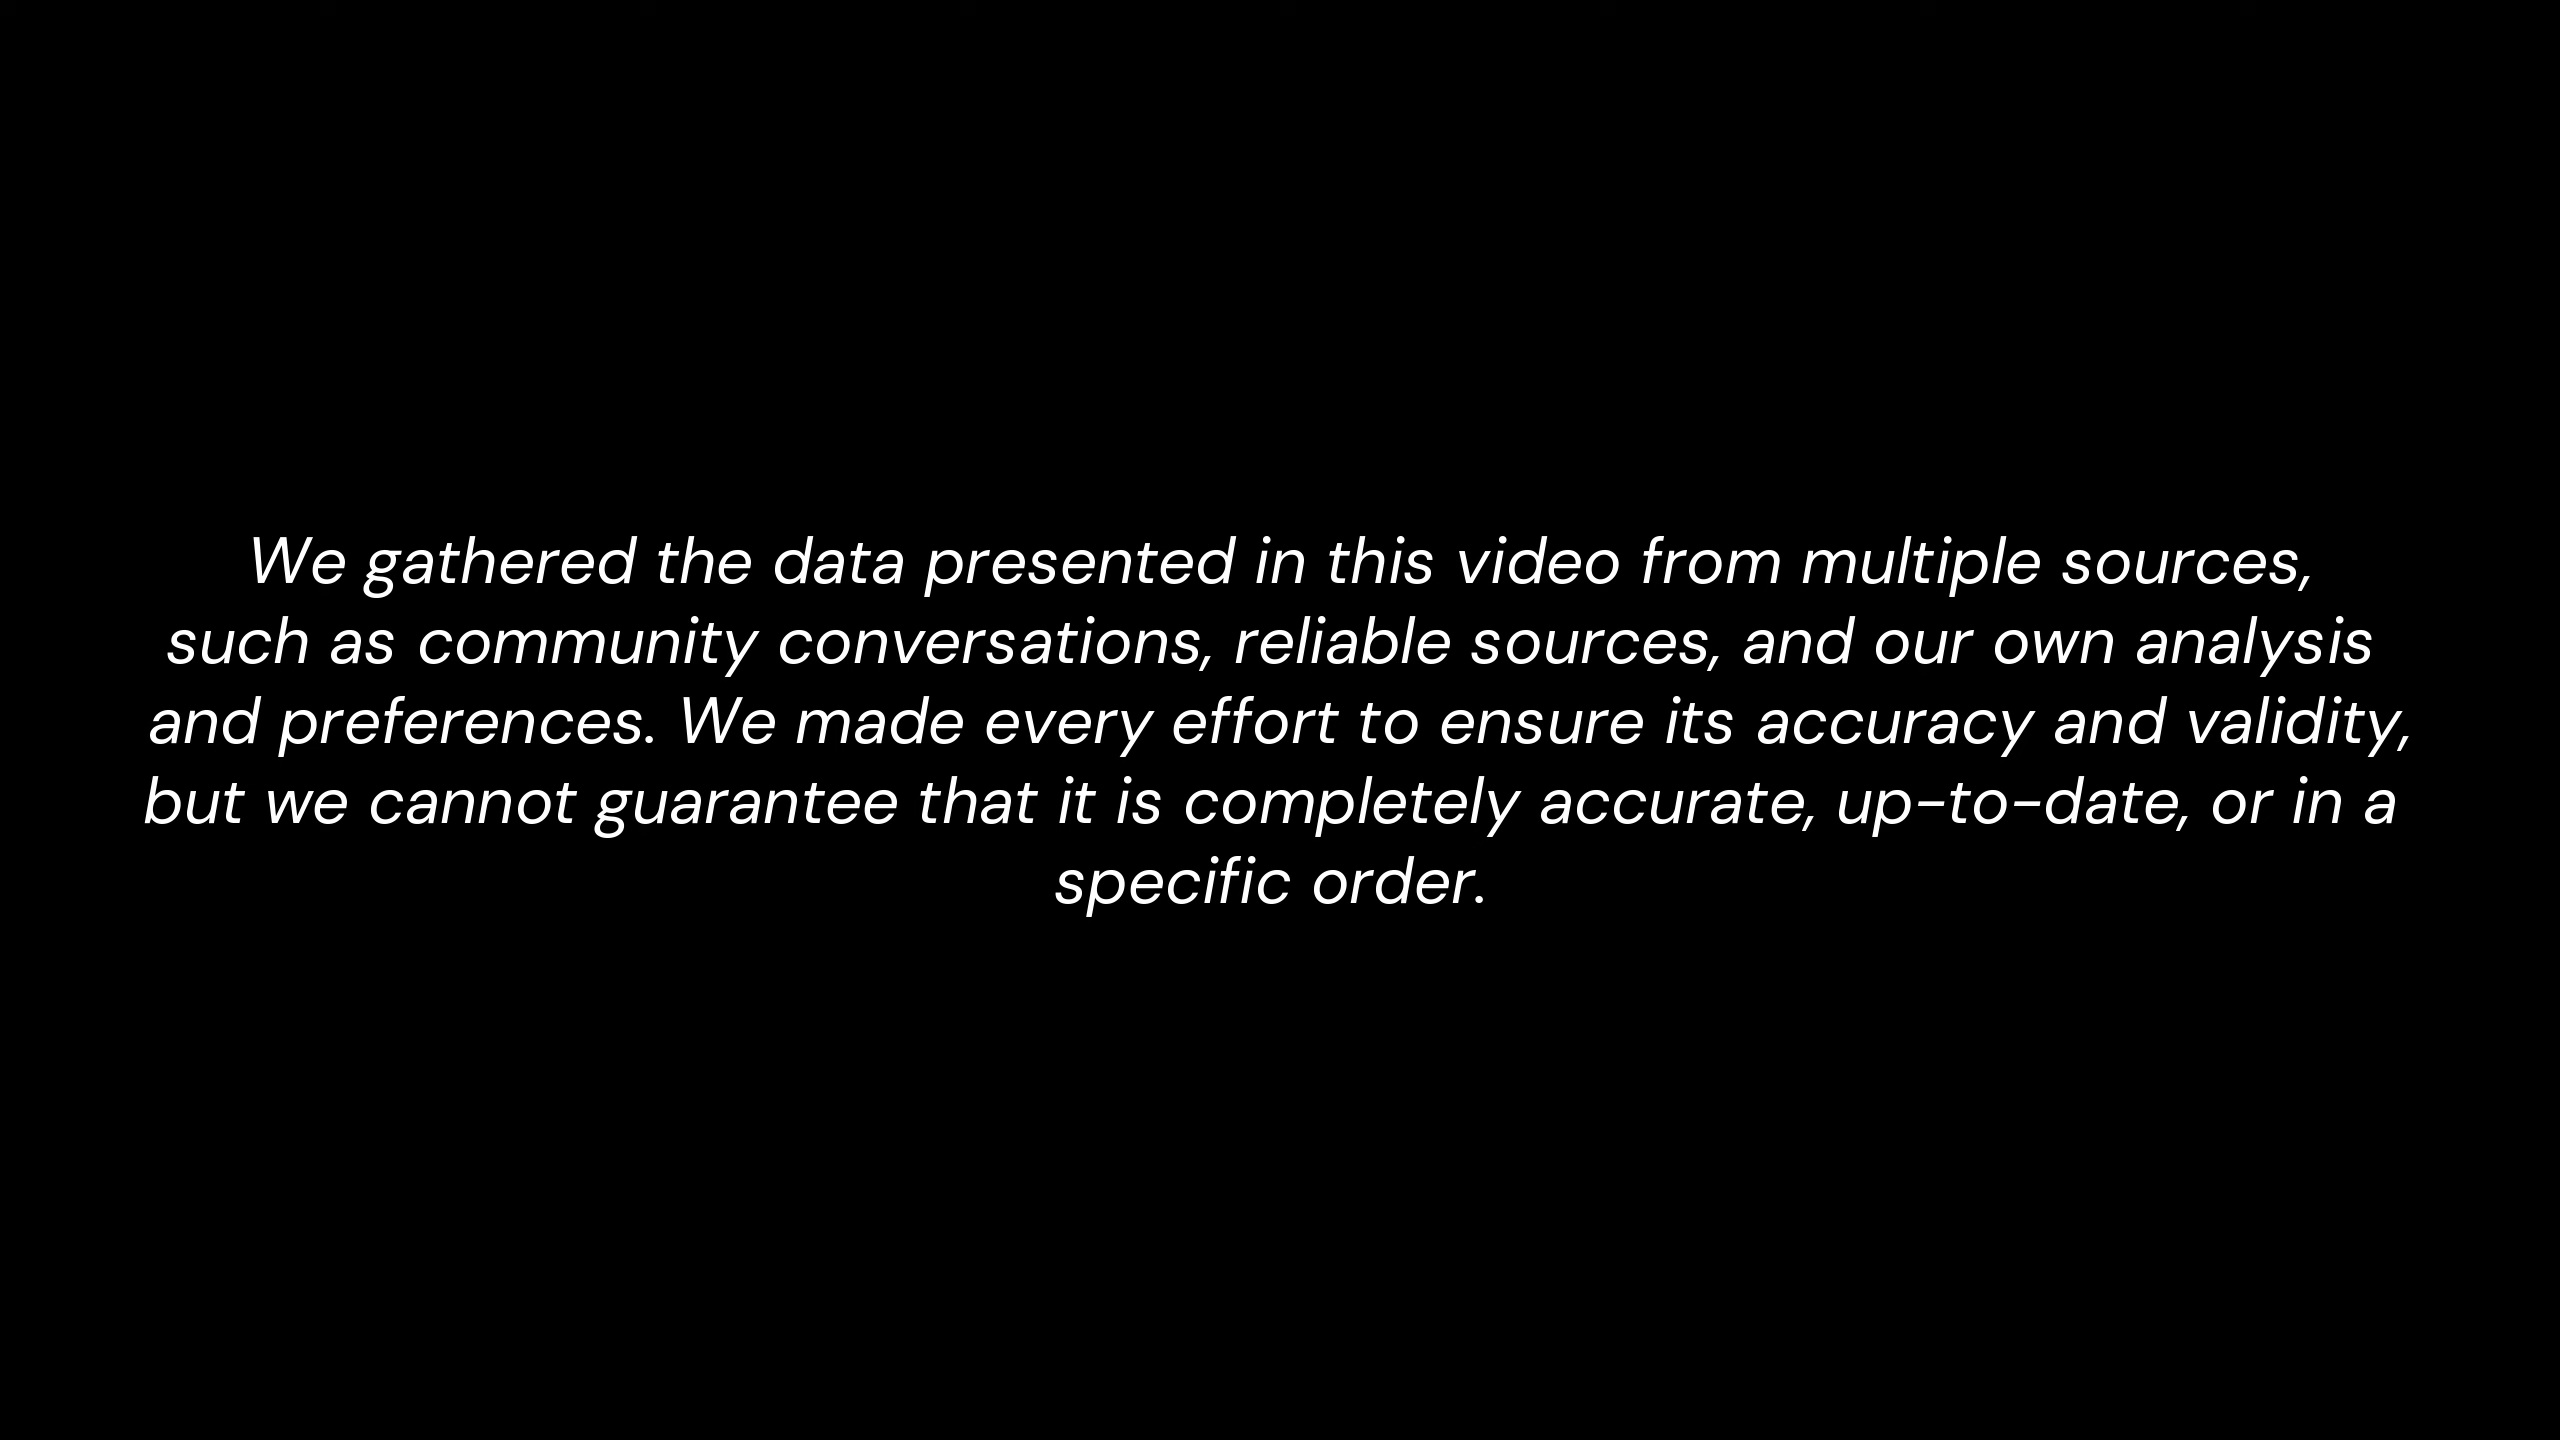 We gathered the data presented in this video from multiple sources,
such as community conversations, reliable sources, and our own analysis
and preferences. We made every effort to ensure its accuracy and validity,
but we cannot guarantee that it is completely accurate, up-to-date, or in a
specific order.